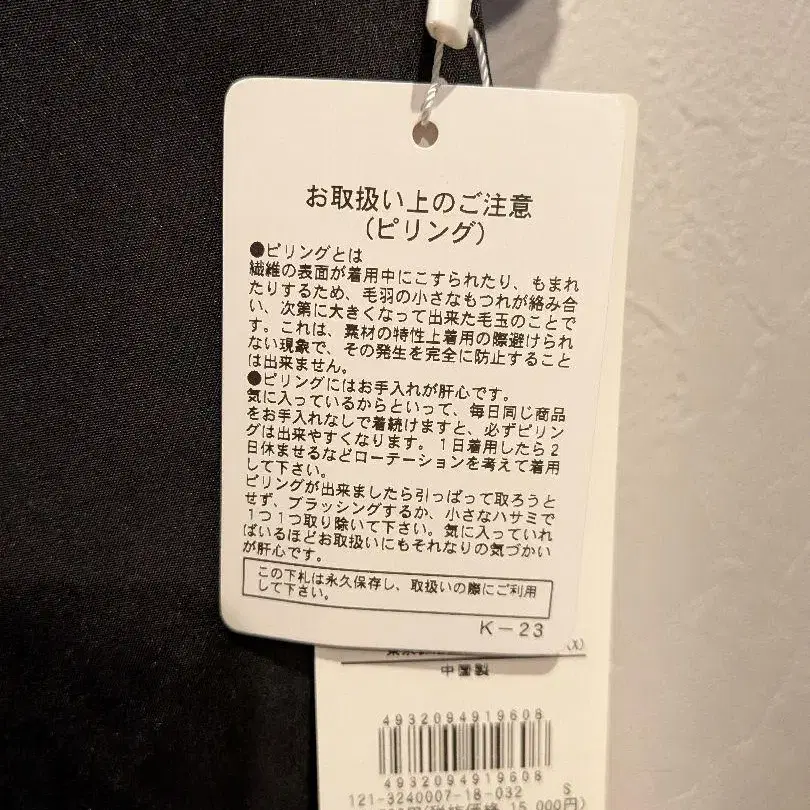 お取扱い上のご注意
（ピリング）
●ピリングとは
繊維の表面が着用中にこすられたり、もまれ
たりするため、毛羽の小さなもつれが絡み合
い、次第に大きくなって出来た毛玉のことで
す。これは、素材の特性上着用の際避けられ
ない現象で、その発生を完全に防止すること
は出来ません。
●ピリングにはお手入れが肝心です。
気に入っているからといって、毎日同じ商品
をお手入れなしで着続けますと、必ずピリン
グは出来やすくなります。１日着用したら２
日休ませるなどローテーションを考えて着用
して下さい。
ピリングが出来ましたら引っぱって取ろうと
せず、ブラッシングするか、小さなハサミで
１つ１つ取り除いて下さい。気に入っていれ
ばいるほどお取扱いにもそれなりの気づかい
が肝心です。
この下札は永久保存し、取扱いの際にご利用
して下さい。
K－23
中国製
4932094919608
4932094919608
121-3240007-18-032 S
15,000円)